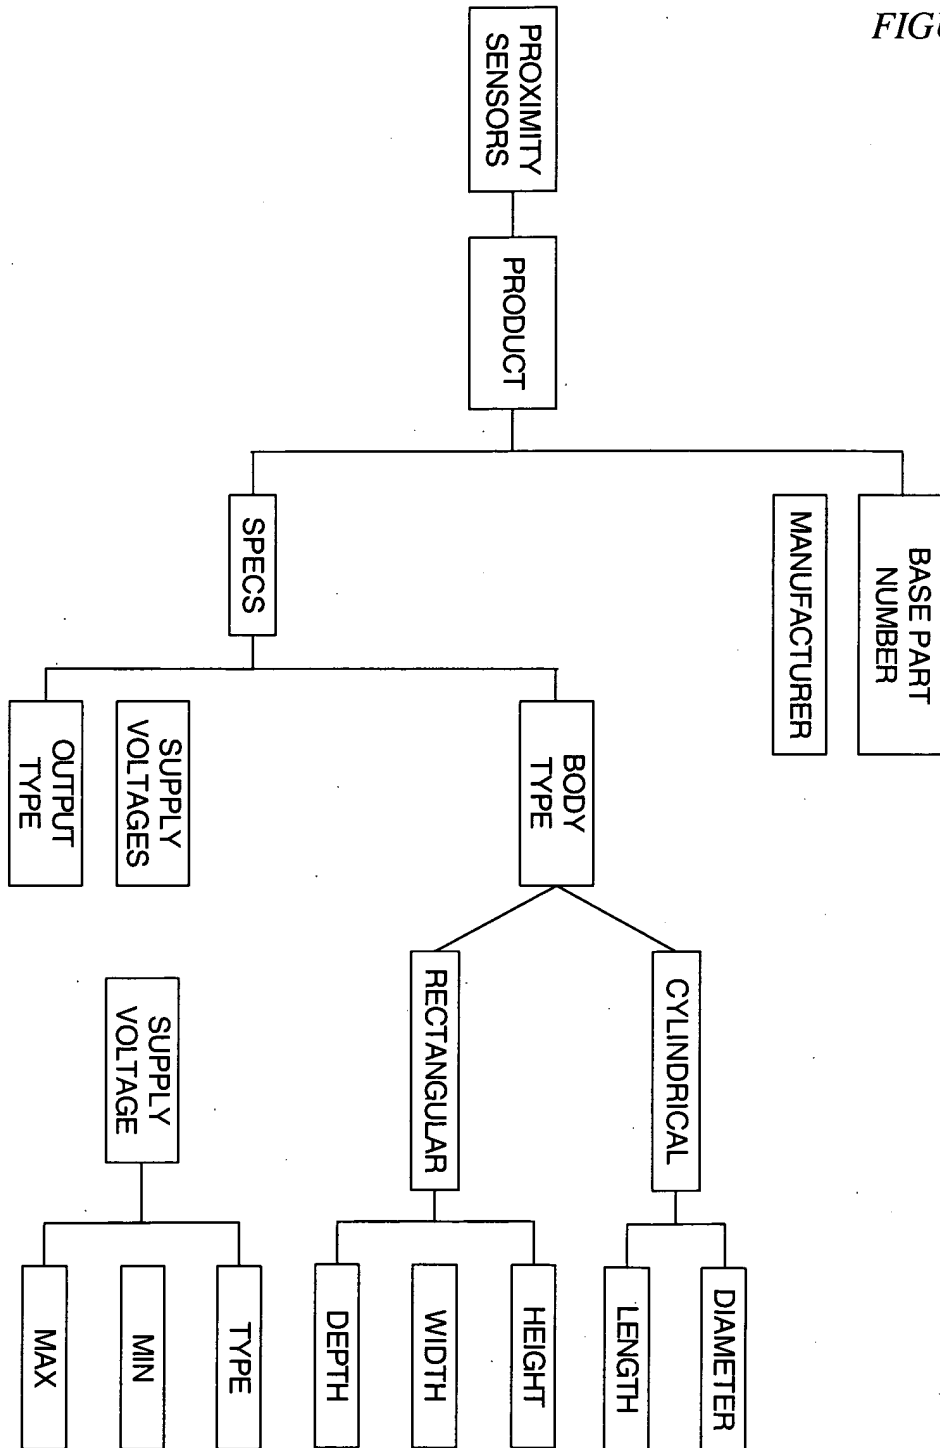 FIGU
PROXIMITY
SENSORS
PRODUCT
BASE PART
NUMBER
MANUFACTURER
SPECS
BODY
TYPE
SUPPLY
VOLTAGES
OUTPUT
TYPE
CYLINDRICAL
RECTANGULAR
SUPPLY
VOLTAGE
DIAMETER
LENGTH
HEIGHT
WIDTH
DEPTH
TYPE
MIN
MAX